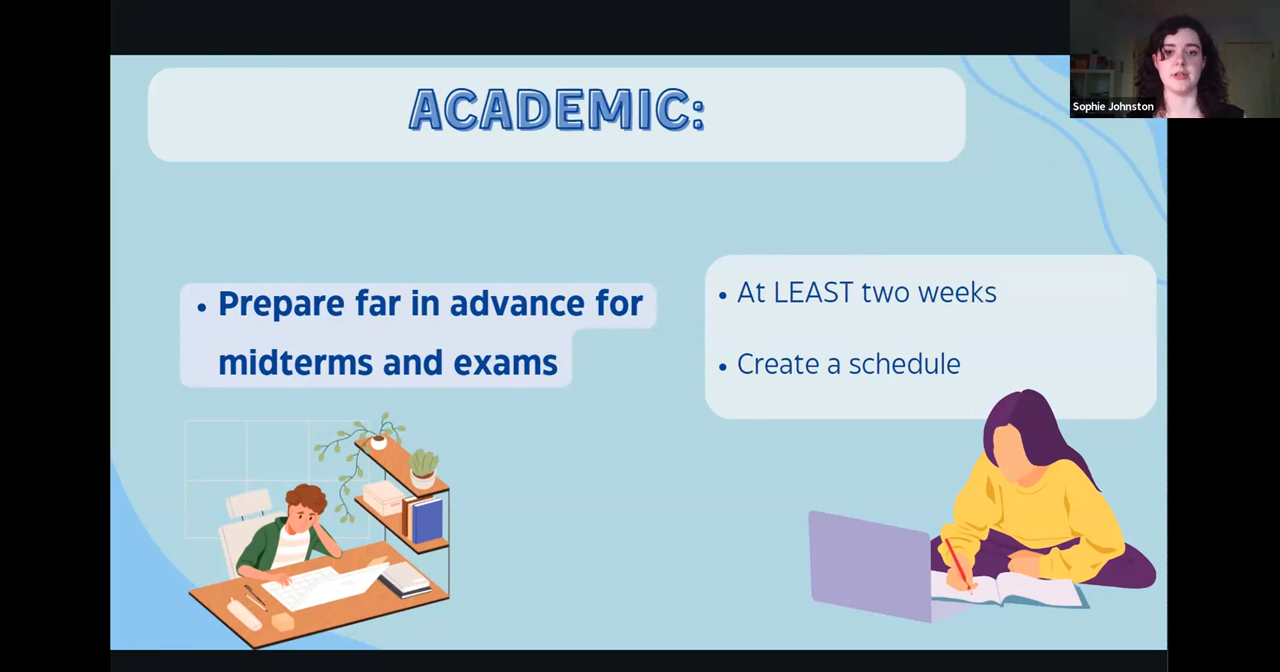 ACADEMIC:
Sophie Johnston
• Prepare far in advance for
midterms and exams
• At LEAST two weeks
• Create a schedule